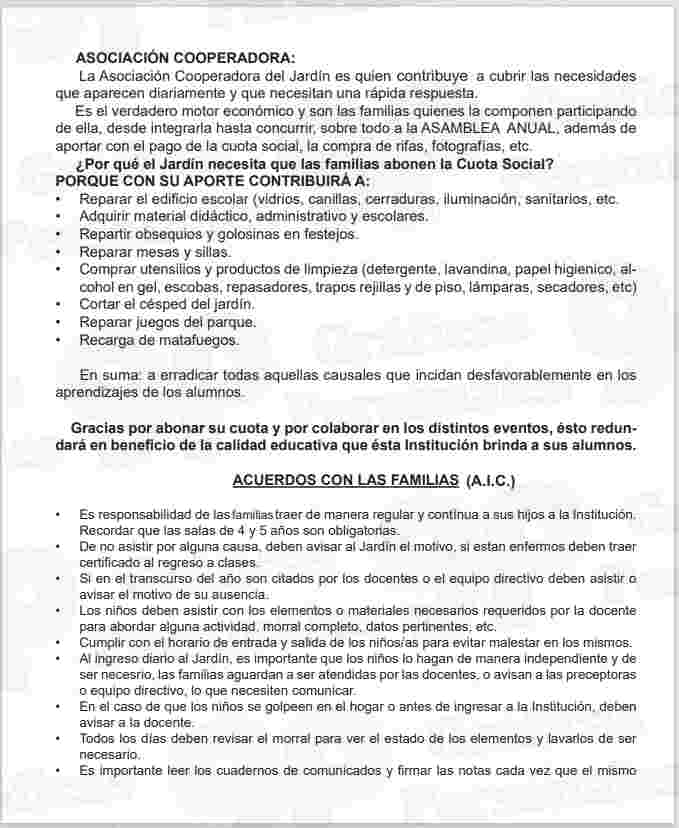 ASOCIACIÓN COOPERADORA:
La Asociación Cooperadora del Jardín es quien contribuye a cubrir las necesidades
que aparecen diariamente y que necesitan una rápida respuesta.
Es el verdadero motor económico y son las familias quienes la componen participando
de ella, desde integrarla hasta concurrir, sobre todo a la ASAMBLEA ANUAL, además de
aportar con el pago de la cuota social, la compra de rifas, fotografías, etc.
¿Por qué el Jardín necesita que las familias abonen la Cuota Social?
PORQUE CON SU APORTE CONTRIBUIRÁ A:
• Reparar el edificio escolar (vidrios, canillas, cerraduras, iluminación, sanitarios, etc.
• Adquirir material didáctico, administrativo y escolares.
• Repartir obsequios y golosinas en festejos.
• Reparar mesas y sillas.
• Comprar utensilios y productos de limpieza (detergente, lavandina, papel higienico, al-
cohol en gel, escobas, repasadores, trapos rejillas y de piso, lámparas, secadores, etc)
• Cortar el césped del jardín.
• Reparar juegos del parque.
• Recarga de matafuegos.
En suma: a erradicar todas aquellas causales que incidan desfavorablemente en los
aprendizajes de los alumnos.
Gracias por abonar su cuota y por colaborar en los distintos eventos, ésto redun-
dará en beneficio de la calidad educativa que ésta Institución brinda a sus alumnos.
ACUERDOS CON LAS FAMILIAS (A.I.C.)
• Es responsabilidad de las familias traer de manera regular y contínua a sus hijos a la Institución.
Recordar que las salas de 4 y 5 años son obligatorias.
• De no asistir por alguna causa, deben avisar al Jardín el motivo, si estan enfermos deben traer
certificado al regreso a clases.
• Si en el transcurso del año son citados por los docentes o el equipo directivo deben asistir o
avisar el motivo de su ausencia.
• Los niños deben asistir con los elementos o materiales necesarios requeridos por la docente
para abordar alguna actividad, morral completo, datos pertinentes, etc.
• Cumplir con el horario de entrada y salida de los niños/as para evitar malestar en los mismos.
• Al ingreso diario al Jardín, es importante que los niños lo hagan de manera independiente y de
ser necesrio, las familias aguardan a ser atendidas por las docentes, o avisan a las preceptoras
o equipo directivo, lo que necesiten comunicar.
• En el caso de que los niños se golpeen en el hogar o antes de ingresar a la Institución, deben
avisar a la docente.
• Todos los días deben revisar el morral para ver el estado de los elementos y lavarlos de ser
necesario.
• Es importante leer los cuadernos de comunicados y firmar las notas cada vez que el mismo